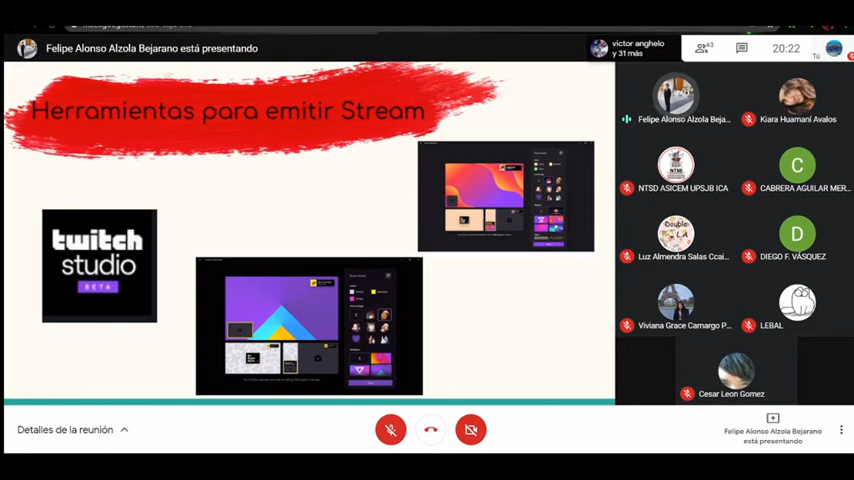 Felipe Alonso Alzola Bejarano está presentando
victor anghelo
y 31 más
43
20:22
Tú
Herramientas para emitir Stream
twitch
studio
BETA
Felipe Alonso Alzola Beja...
Kiara Huamaní Avalos
NTSD ASICEM UPSJB ICA
C
CABRERA AGUILAR MER...
Double
Luz Almendra Salas Ccai...
D
DIEGO F. VÁSQUEZ
Viviana Grace Camargo P...
LEBAL
Cesar Leon Gomez
Detalles de la reunión
Felipe Alonso Alzola Bejarano
está presentando